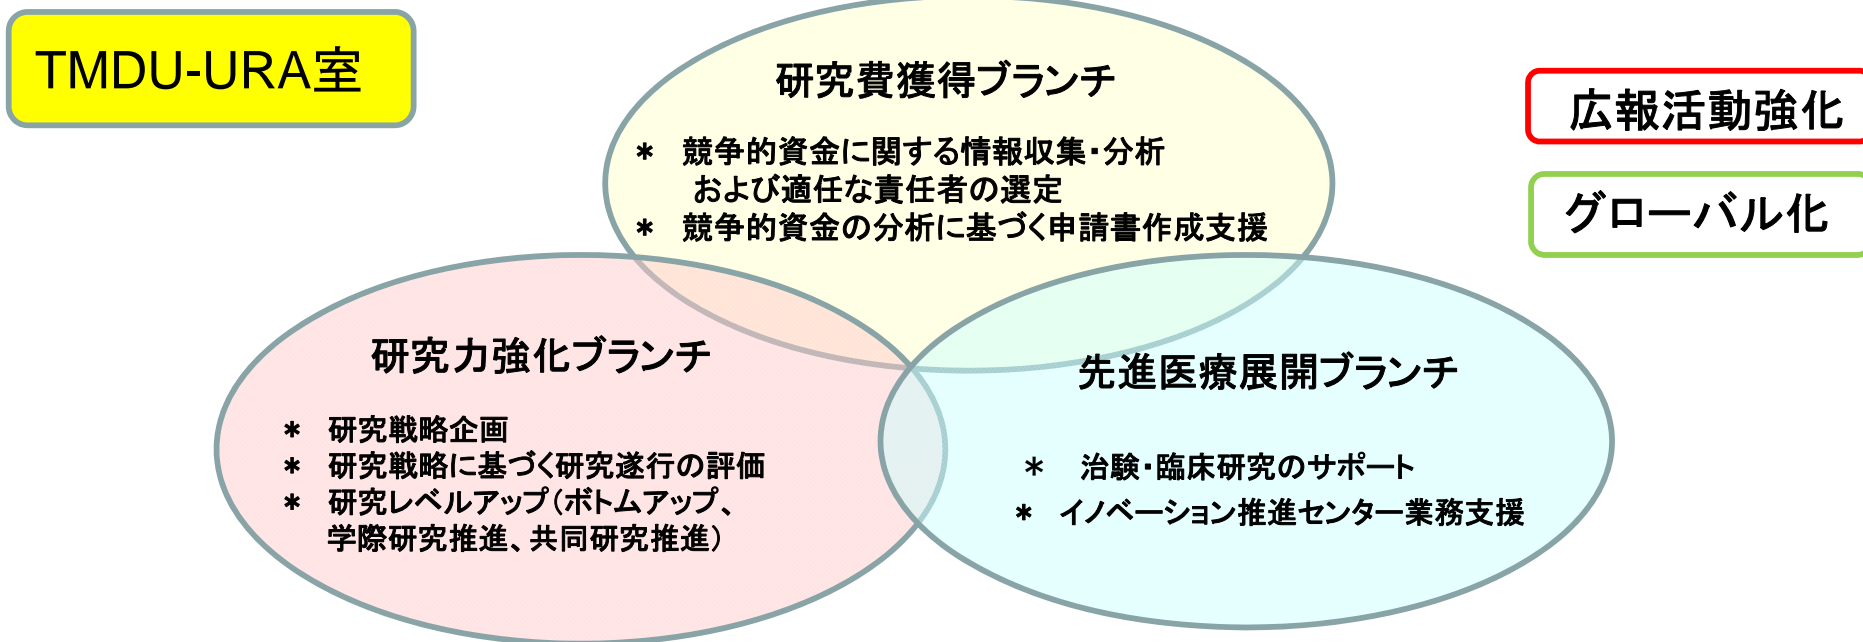 TMDU-URA室
研究費獲得ブランチ
* 競争的資金に関する情報収集・分析
および適任な責任者の選定
* 競争的資金の分析に基づく申請書作成支援
広報活動強化
グローバル化
研究力強化ブランチ
* 研究戦略企画
* 研究戦略に基づく研究遂行の評価
* 研究レベルアップ(ボトムアップ、
学際研究推進、共同研究推進)
先進医療展開ブランチ
* 治験・臨床研究のサポート
* イノベーション推進センター業務支援